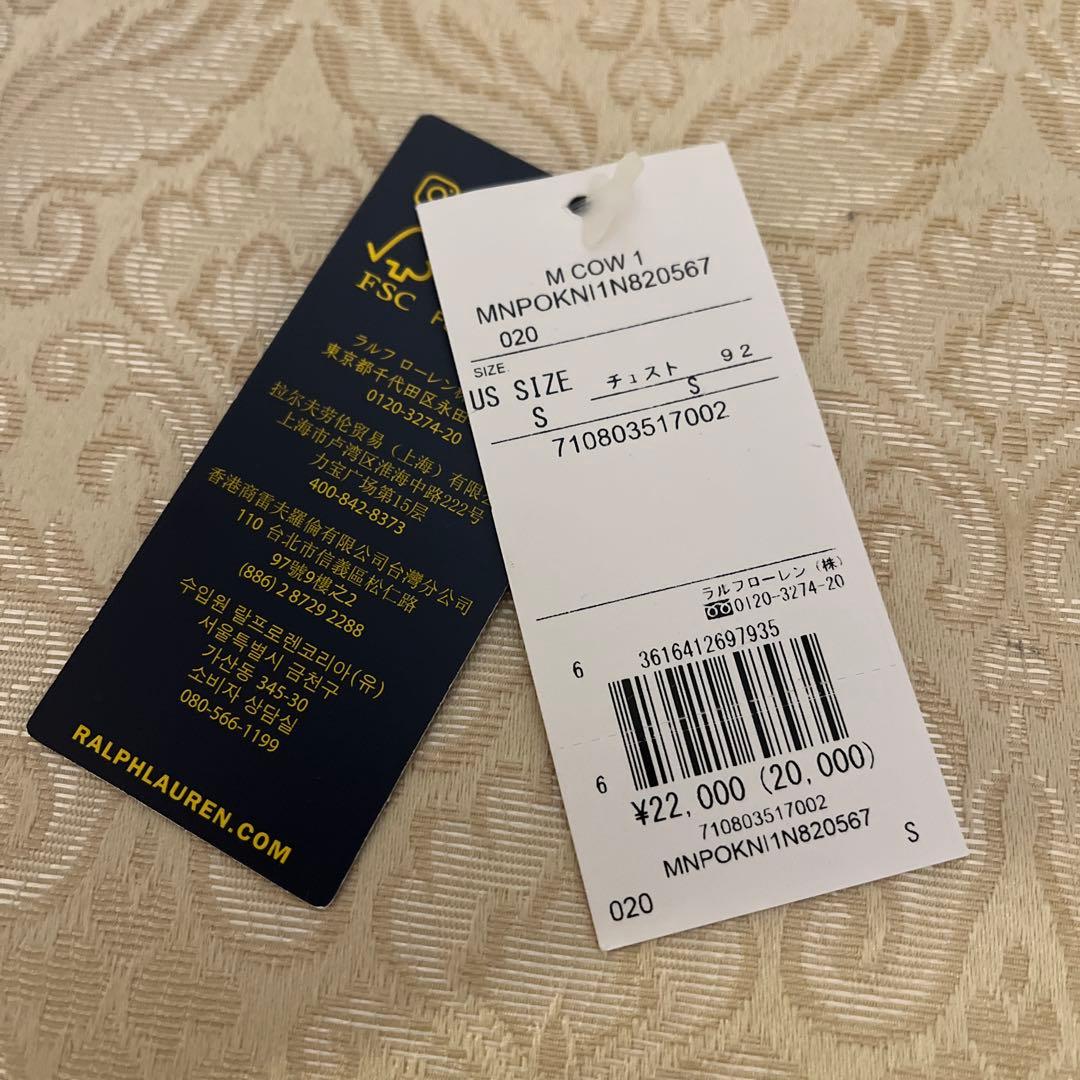 FSC
ラルフ ローレン
東京都千代田区永田
0120-3274-20
拉尔夫劳伦贸易（上海）有限
上海市卢湾区淮海中路222号
力宝广场第15层
400-842-8373
香港商雷夫羅倫有限公司台灣分公司
110 台北市信義區松仁路
97號9樓之2
(886) 2 8729 2288
수입원 랄프로렌코리아(유)
서울특별시 금천구
가산동 345-30
소비자 상담실
080-566-1199
RALPHLAUREN.COM
M COW 1
MNPOKNI1N820567
020
SIZE
US SIZE チェスト 92
S S
710803517002
ラルフローレン（株）
0120-3274-20
6 3616412697935
6
¥22,000 (20,000)
710803517002
MNPOKNI1N820567
020 S